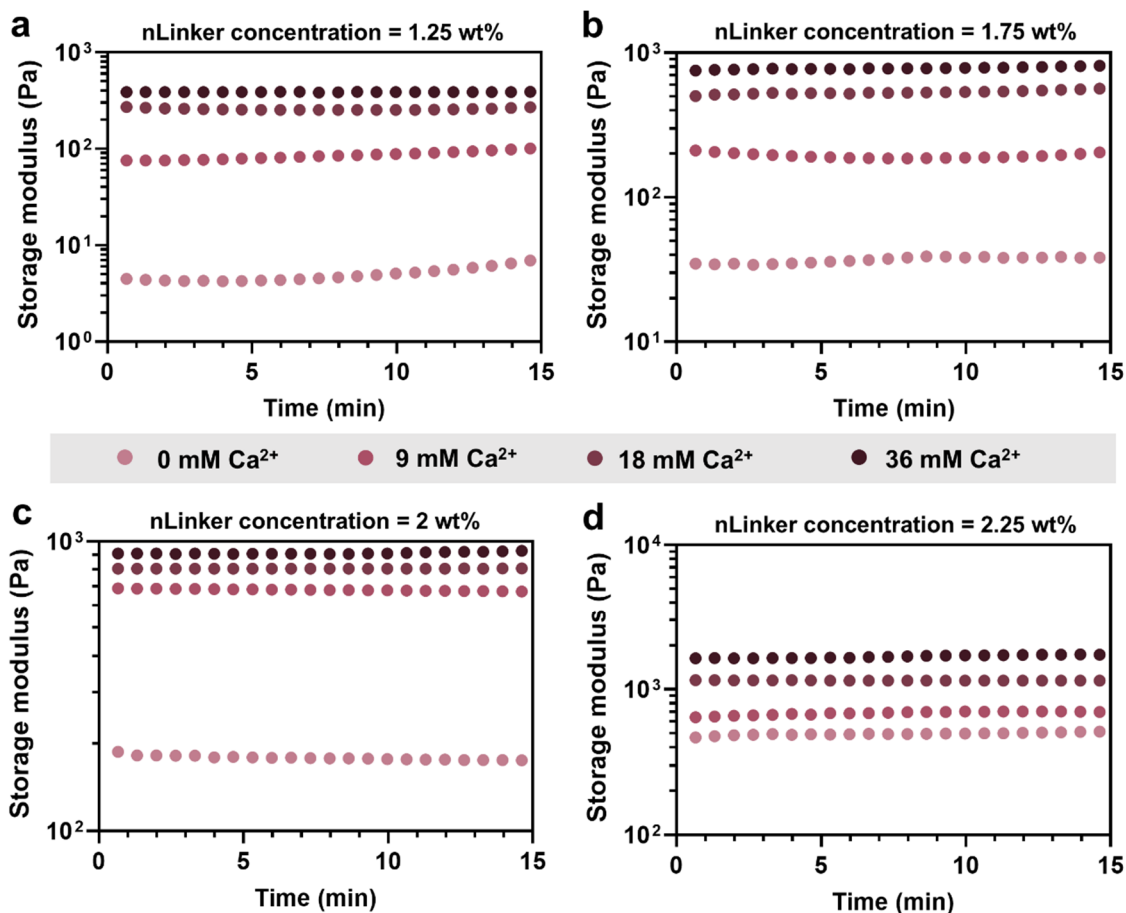 a
nLinker concentration = 1.25 wt%
Storage modulus (Pa)
10³
10²
10¹
10⁰
0 5 10 15
Time (min)
b
nLinker concentration = 1.75 wt%
Storage modulus (Pa)
10³
10²
10¹
0 5 10 15
Time (min)
0 mM Ca²⁺ 9 mM Ca²⁺ 18 mM Ca²⁺ 36 mM Ca²⁺
c
nLinker concentration = 2 wt%
Storage modulus (Pa)
10³
10²
0 5 10 15
Time (min)
d
nLinker concentration = 2.25 wt%
Storage modulus (Pa)
10⁴
10³
10²
0 5 10 15
Time (min)